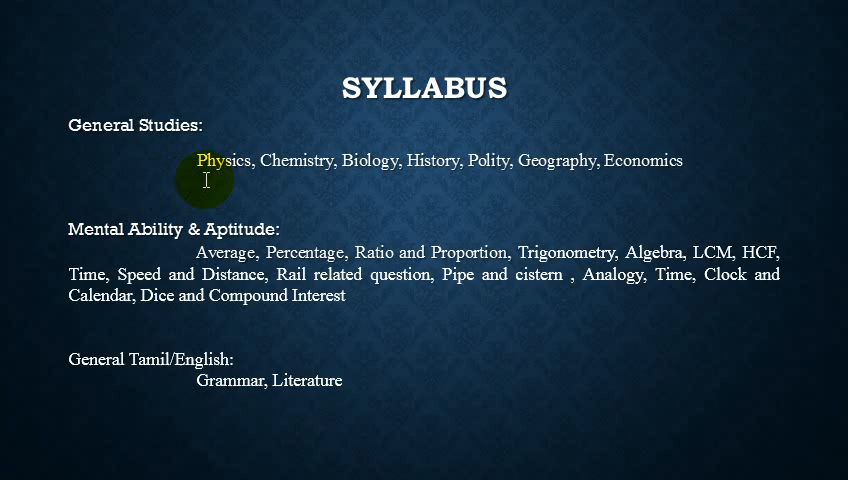 SYLLABUS
General Studies:
Physics, Chemistry, Biology, History, Polity, Geography, Economics
Mental Ability & Aptitude:
Average, Percentage, Ratio and Proportion, Trigonometry, Algebra, LCM, HCF,
Time, Speed and Distance, Rail related question, Pipe and cistern , Analogy, Time, Clock and
Calendar, Dice and Compound Interest
General Tamil/English:
Grammar, Literature